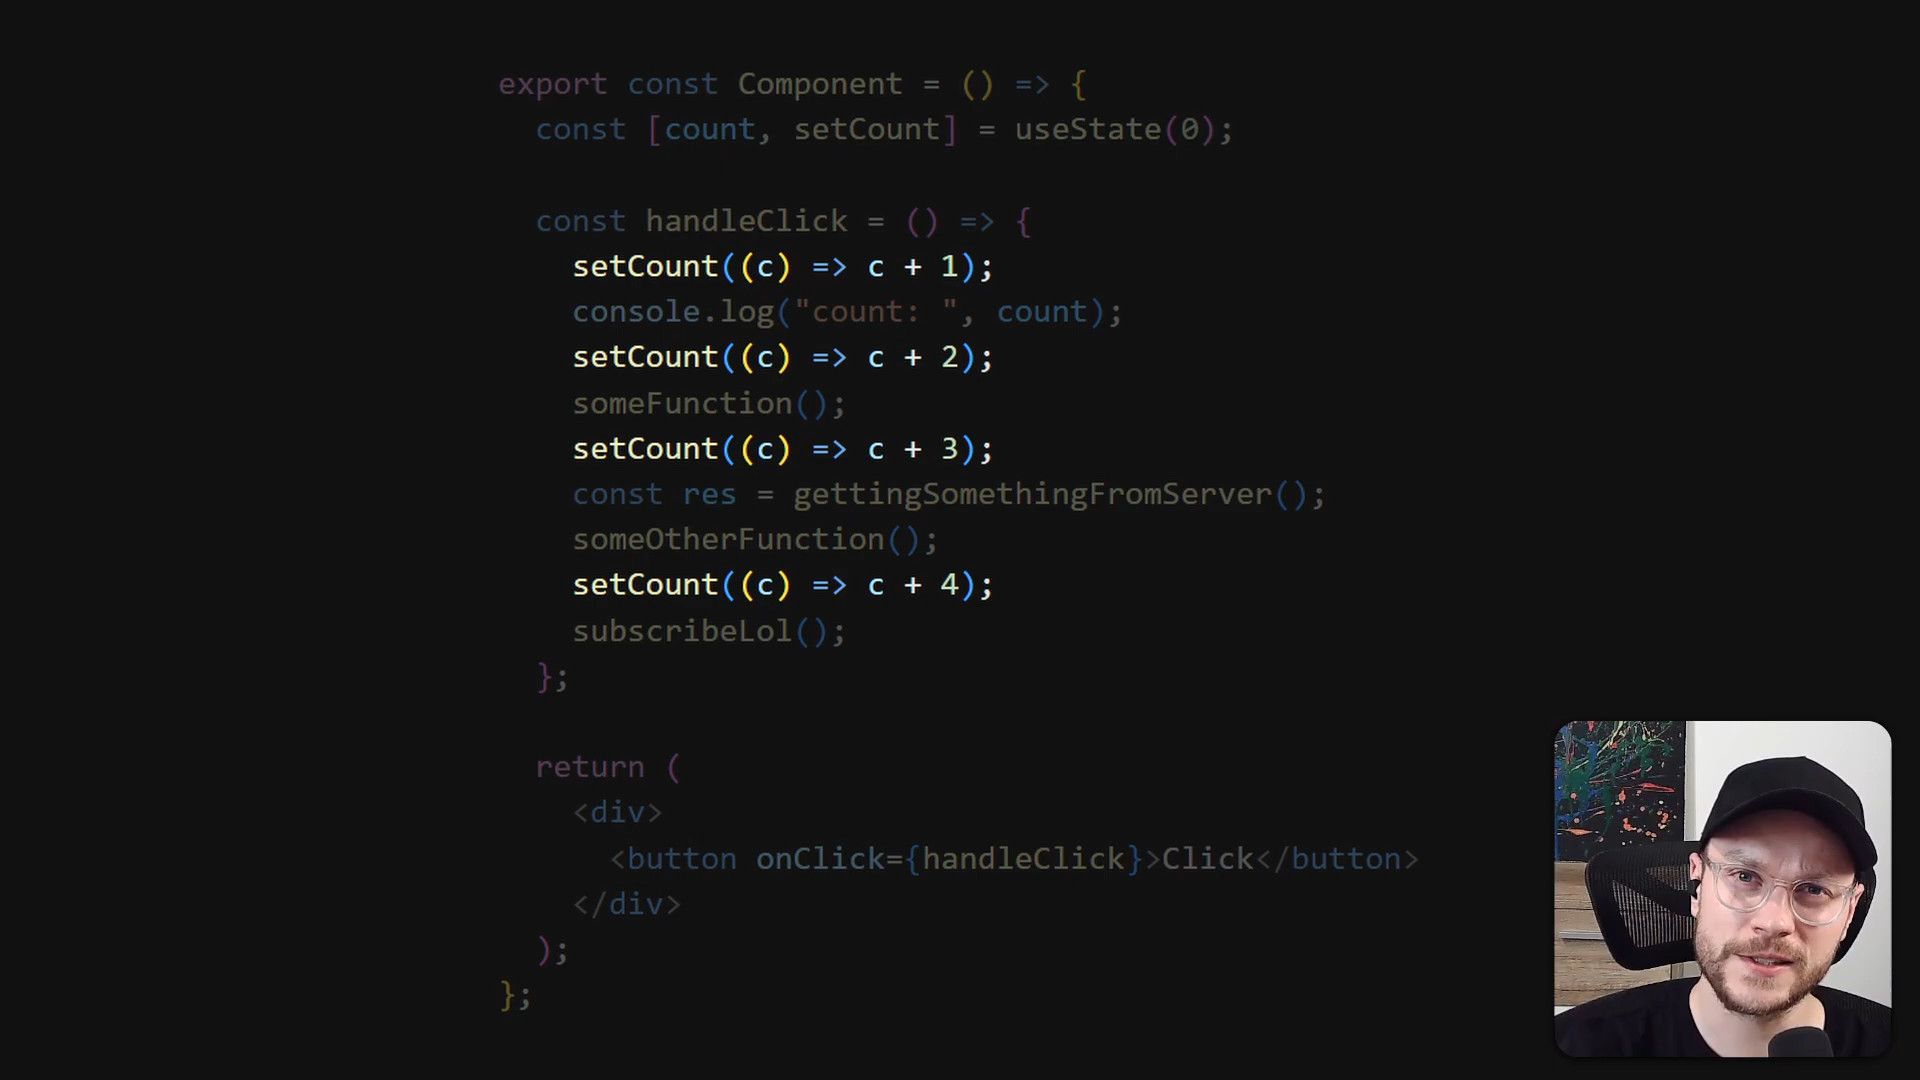 export const Component = () => {
const [count, setCount] = useState(0);
const handleClick = () => {
setCount((c) => c + 1);
console.log("count: ", count);
setCount((c) => c + 2);
someFunction();
setCount((c) => c + 3);
const res = gettingSomethingFromServer();
someOtherFunction();
setCount((c) => c + 4);
subscribeLol();
};
return (
<div>
<button onClick={handleClick}>Click</button>
</div>
);
};